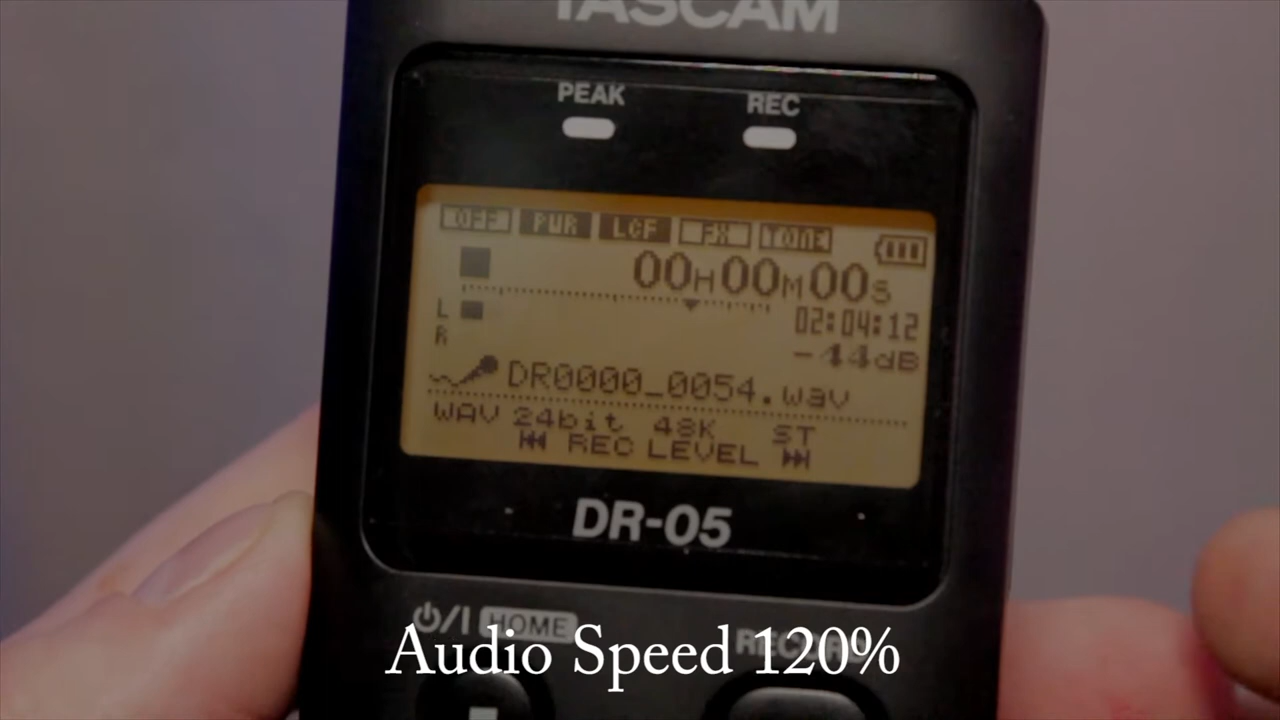 TASCAM
PEAK REC
OFF PWR LCF FX TONE
00H00M00S
L
R
02:04:12
-44dB
DR0000_0054.wav
WAV 24bit 48K ST
⏮ REC LEVEL ⏭
DR-05
⏻/I HOME
RECORD
Audio Speed 120%